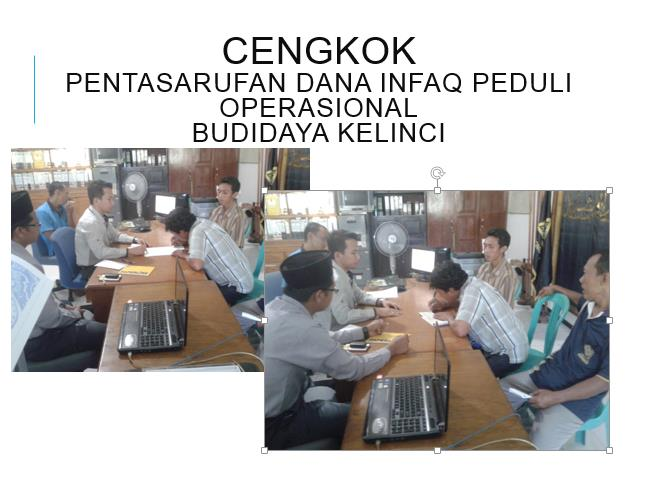 CENGKOK
PENTASARUFAN DANA INFAQ PEDULI
OPERASIONAL
BUDIDAYA KELINCI